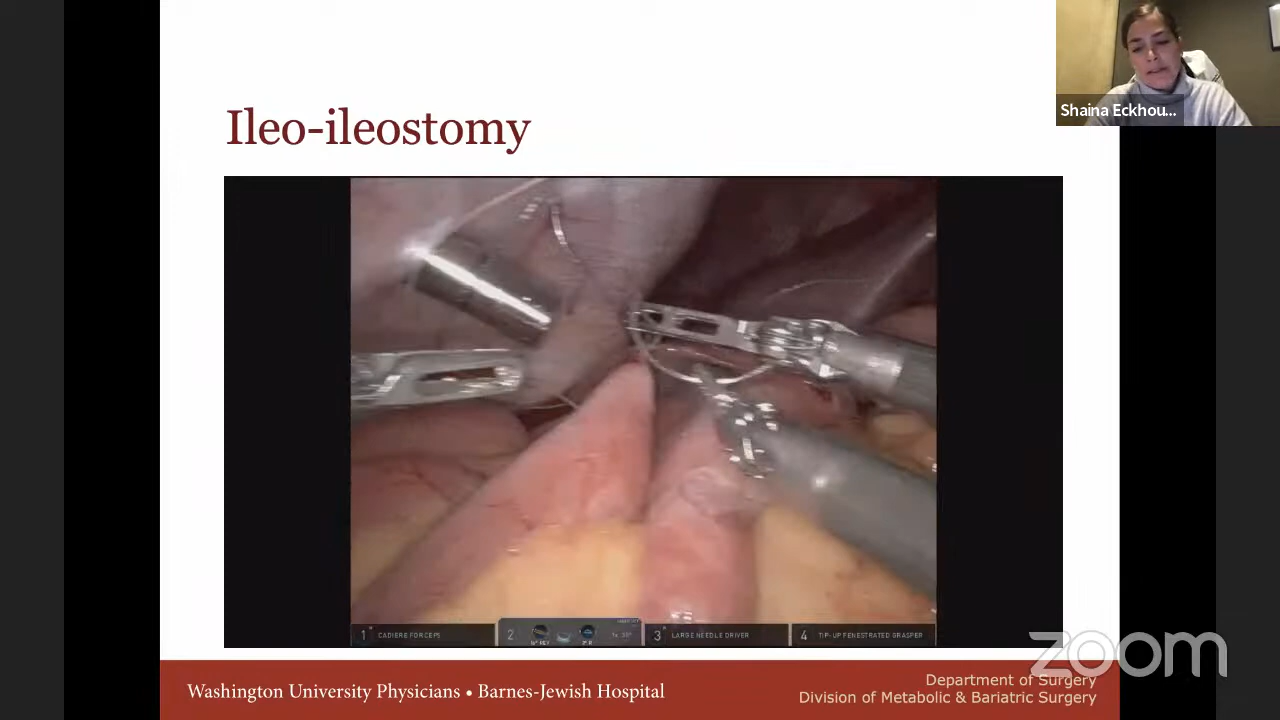 Shaina Eckhou...
Ileo-ileostomy
1 CADIERE FORCEPS
2
3 LARGE NEEDLE DRIVER
4 TIP-UP FENESTRATED GRASPER
zoom
Washington University Physicians • Barnes-Jewish Hospital
Department of Surgery
Division of Metabolic & Bariatric Surgery